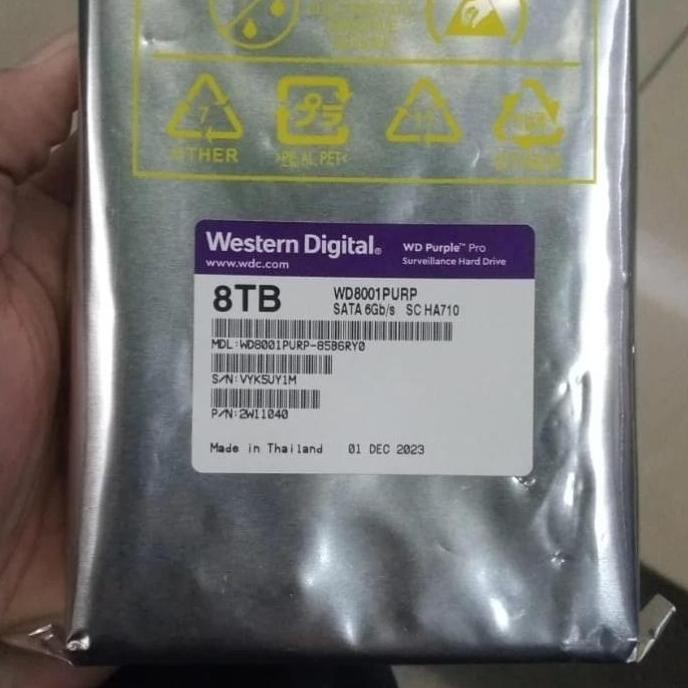 7
OTHER
>PE, AL, PET<
Western Digital®
www.wdc.com
WD Purple™ Pro
Surveillance Hard Drive
8TB
WD8001PURP
SATA 6Gb/s SC HA710
MDL: WD8001PURP-85B6RY0
S/N: VYK5UY1M
P/N: 2W11040
Made in Thailand 01 DEC 2023